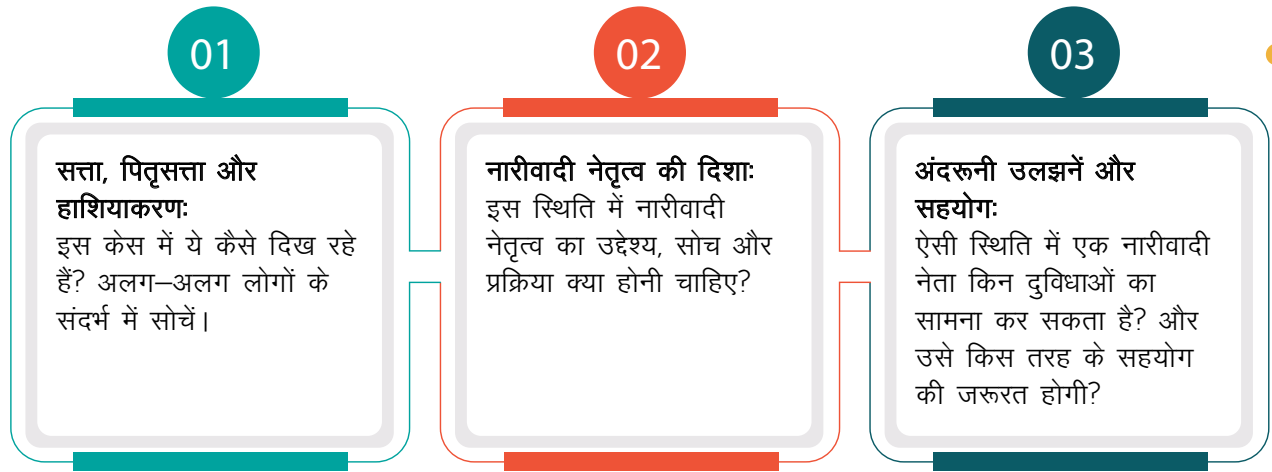 01
सत्ता, पितृसत्ता और
हाशियाकरणः
इस केस में ये कैसे दिख रहे
हैं? अलग–अलग लोगों के
संदर्भ में सोचें।
02
नारीवादी नेतृत्व की दिशाः
इस स्थिति में नारीवादी
नेतृत्व का उद्देश्य, सोच और
प्रक्रिया क्या होनी चाहिए?
03
अंदरूनी उलझनें और
सहयोगः
ऐसी स्थिति में एक नारीवादी
नेता किन दुविधाओं का
सामना कर सकता है? और
उसे किस तरह के सहयोग
की जरूरत होगी?